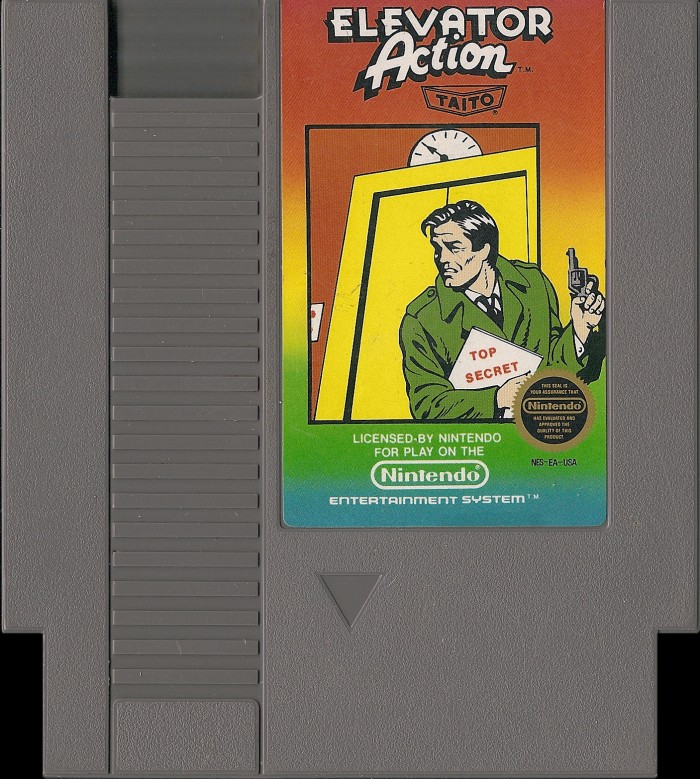 ELEVATOR
Action T.M.
TAITO®
TOP
SECRET
THIS SEAL IS
YOUR ASSURANCE THAT
Nintendo
HAS EVALUATED AND
APPROVED THE
QUALITY OF THIS
PRODUCT
LICENSED-BY NINTENDO
FOR PLAY ON THE
Nintendo®
ENTERTAINMENT SYSTEM™
NES-EA-USA